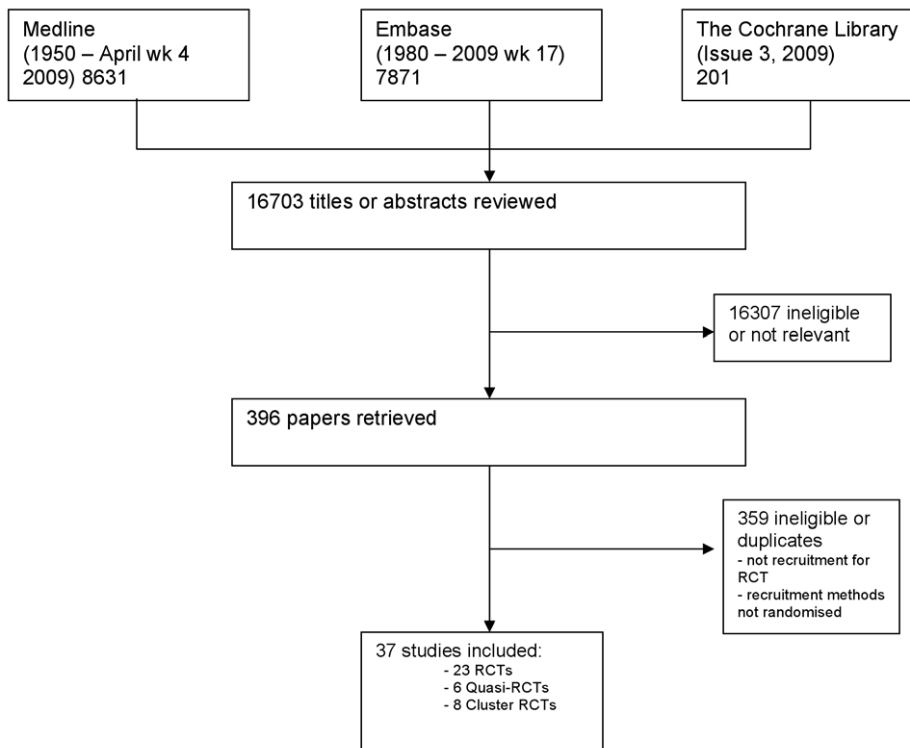 Medline
(1950 – April wk 4
2009) 8631
Embase
(1980 – 2009 wk 17)
7871
The Cochrane Library
(Issue 3, 2009)
201
16703 titles or abstracts reviewed
16307 ineligible
or not relevant
396 papers retrieved
359 ineligible or
duplicates
- not recruitment for
RCT
- recruitment methods
not randomised
37 studies included:
- 23 RCTs
- 6 Quasi-RCTs
- 8 Cluster RCTs